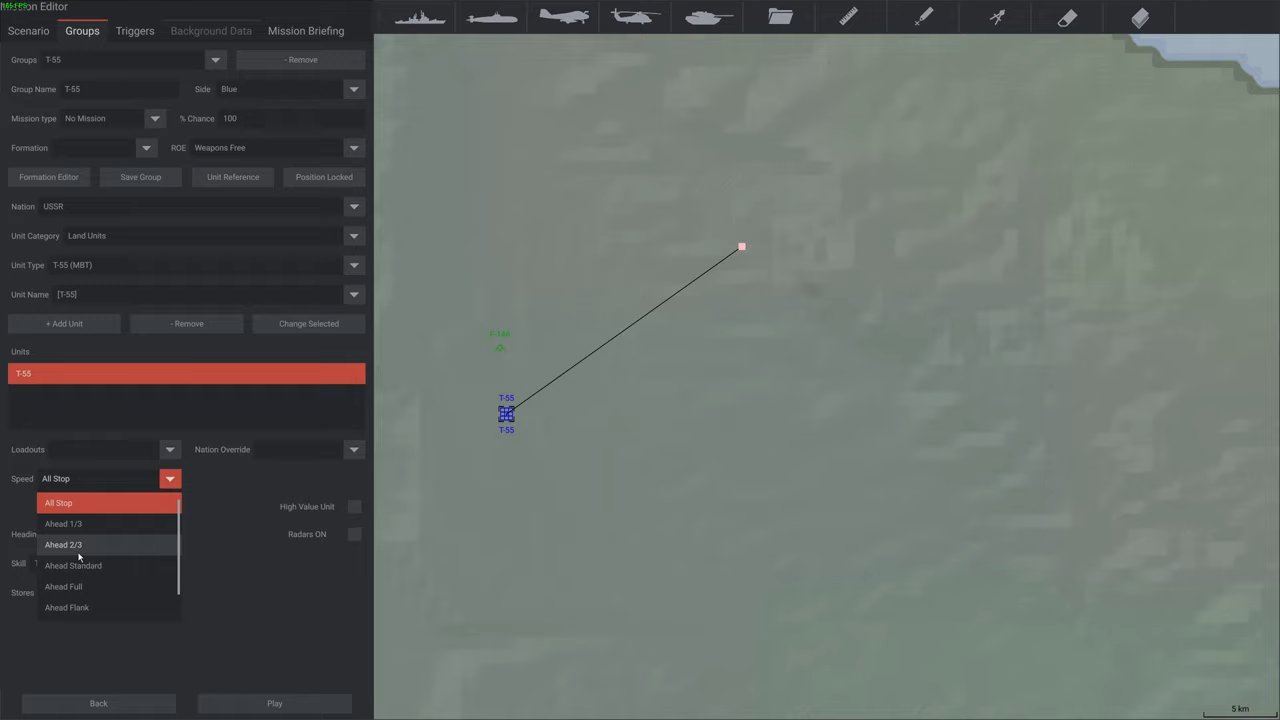 Mission Editor
Scenario Groups Triggers Background Data Mission Briefing
Groups T-55 - Remove
Group Name T-55 Side Blue
Mission type No Mission % Chance 100
Formation ROE Weapons Free
Formation Editor Save Group Unit Reference Position Locked
Nation USSR
Unit Category Land Units
Unit Type T-55 (MBT)
Unit Name [T-55]
+ Add Unit - Remove Change Selected
Units
T-55
Loadouts Nation Override
Speed All Stop
All Stop
High Value Unit
Ahead 1/3
Headin Radars ON
Ahead 2/3
Skill T
Ahead Standard
Ahead Full
Stores
Ahead Flank
Back Play
T-55
T-55
5 km